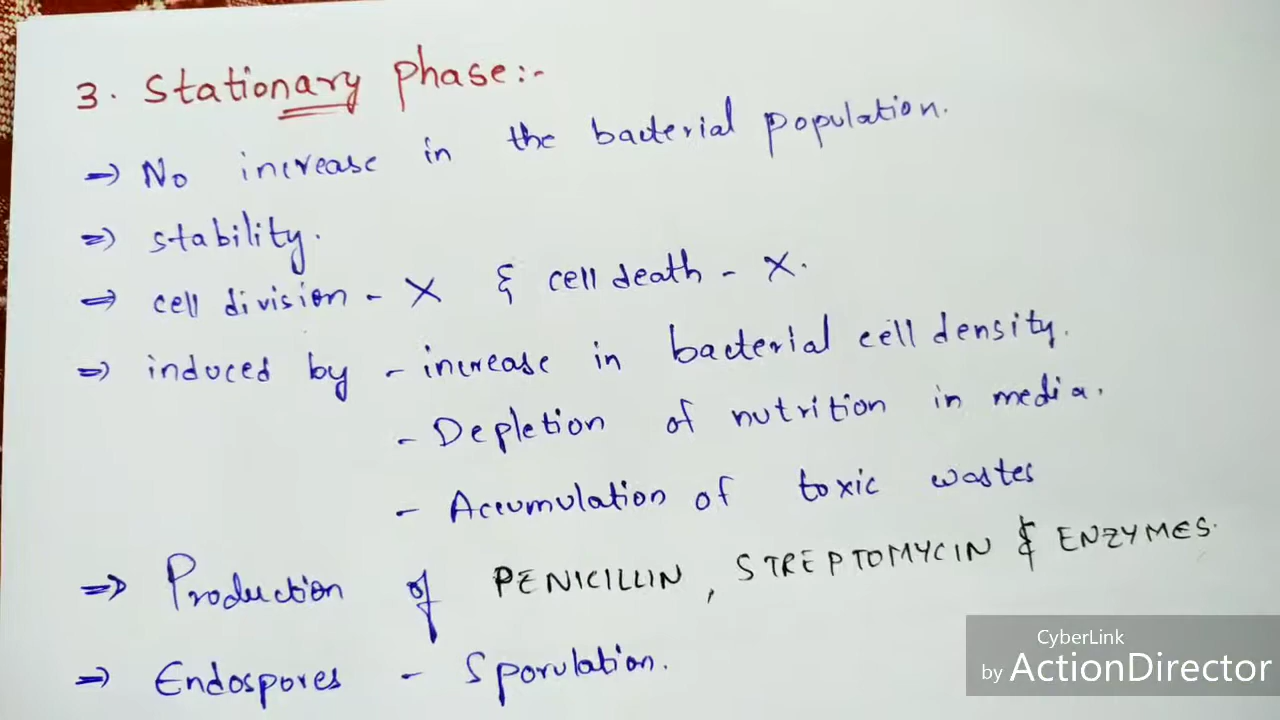 3. Stationary phase:-
→ No increase in the bacterial population.
⇒ stability.
⇒ cell division - X & cell death - X.
⇒ induced by - increase in bacterial cell density.
- Depletion of nutrition in media.
- Accumulation of toxic wastes
⇒ Production of PENICILLIN, STREPTOMYCIN & ENZYMES.
⇒ Endospores - Sporulation.
CyberLink
by ActionDirector